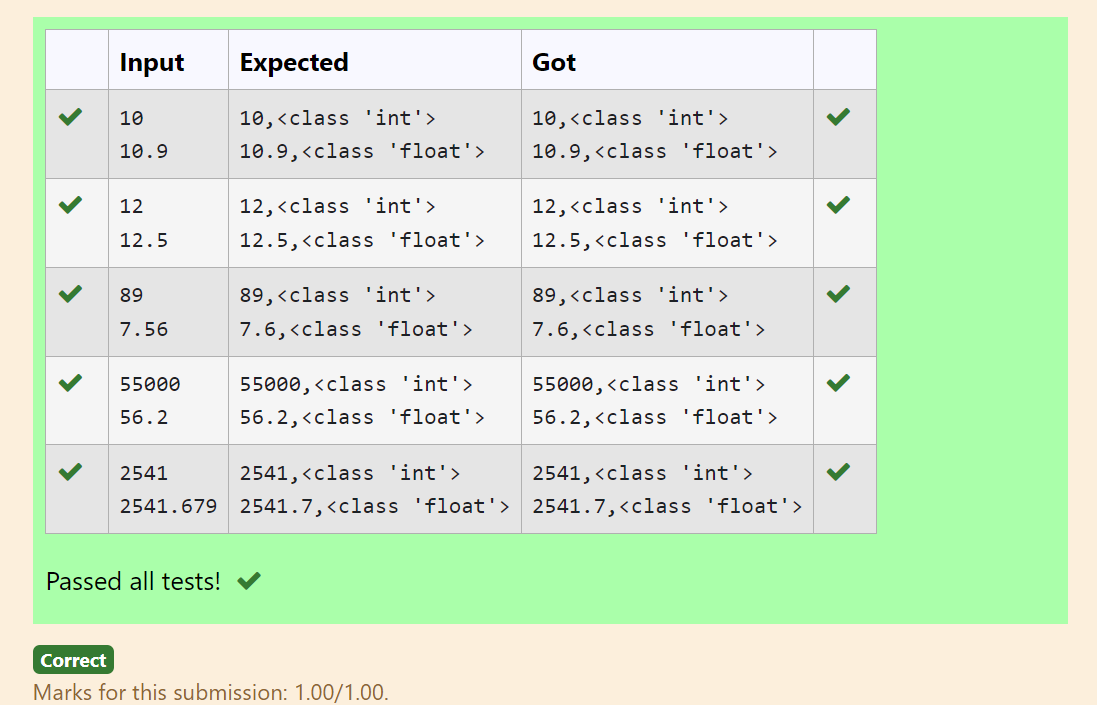 Input Expected Got
10 10,<class 'int'> 10,<class 'int'>
10.9 10.9,<class 'float'> 10.9,<class 'float'>
12 12,<class 'int'> 12,<class 'int'>
12.5 12.5,<class 'float'> 12.5,<class 'float'>
89 89,<class 'int'> 89,<class 'int'>
7.56 7.6,<class 'float'> 7.6,<class 'float'>
55000 55000,<class 'int'> 55000,<class 'int'>
56.2 56.2,<class 'float'> 56.2,<class 'float'>
2541 2541,<class 'int'> 2541,<class 'int'>
2541.679 2541.7,<class 'float'> 2541.7,<class 'float'>
Passed all tests!
Correct
Marks for this submission: 1.00/1.00.